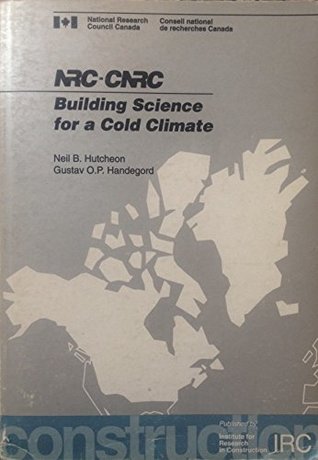 National Research
Council Canada
Conseil national
de recherches Canada
NRC-CNRC
Building Science
for a Cold Climate
Neil B. Hutcheon
Gustav O.P. Handegord
Published by
Institute for
Research
in Construction
IRC
construction